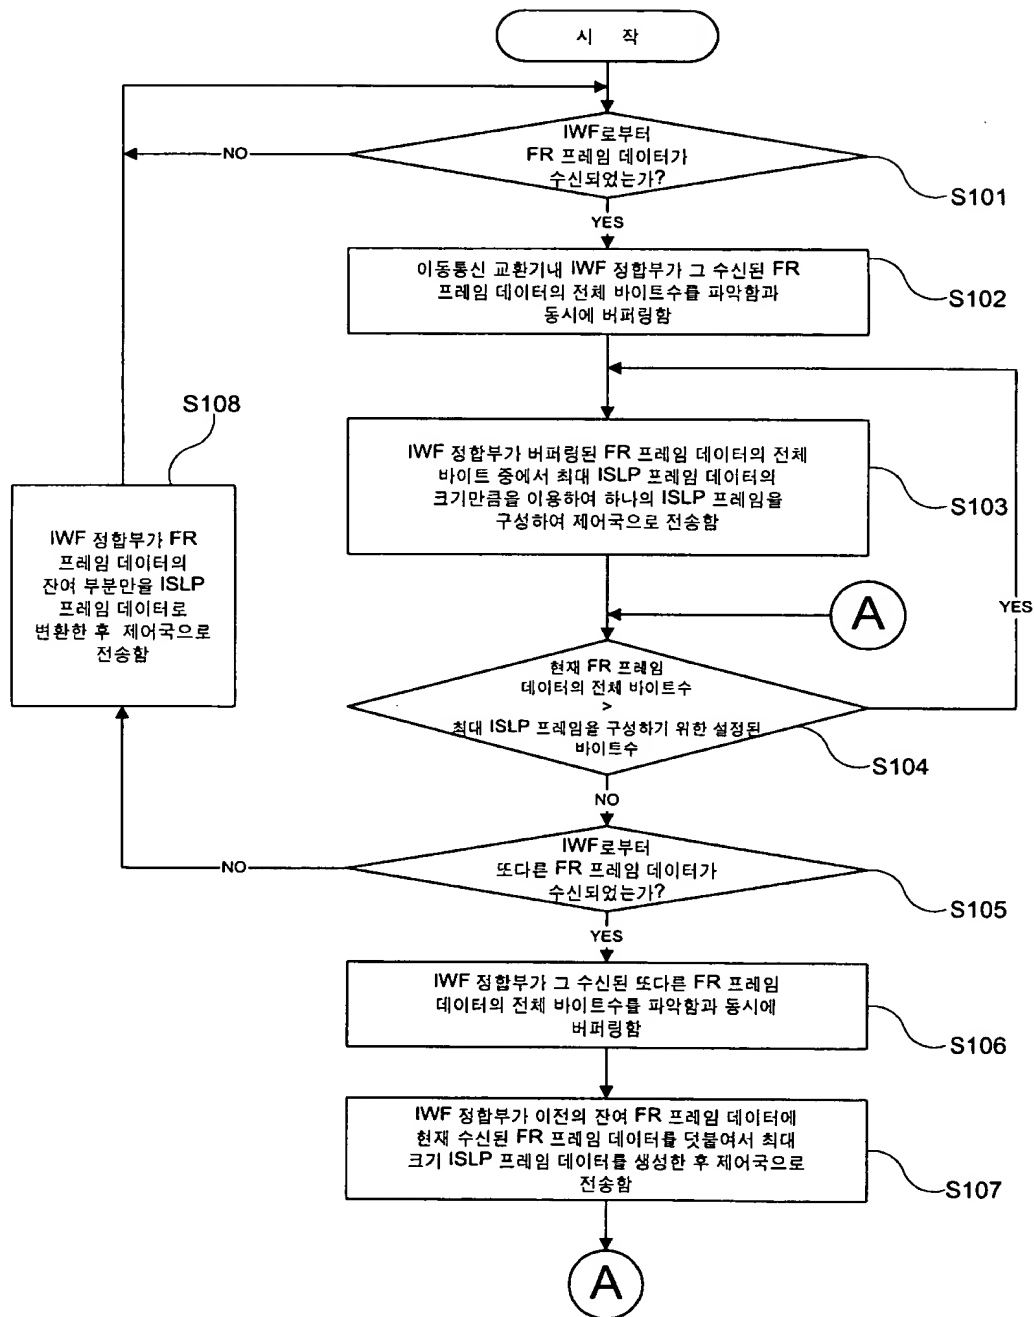 시 작
IWF로부터
FR 프레임 데이터가
수신되었는가?
NO
S101
YES
이동통신 교환기내 IWF 정합부가 그 수신된 FR
프레임 데이터의 전체 바이트수를 파악함과
동시에 버퍼링함
S102
S108
IWF 정합부가 버퍼링된 FR 프레임 데이터의 전체
바이트 중에서 최대 ISLP 프레임 데이터의
크기만큼을 이용하여 하나의 ISLP 프레임을
구성하여 제어국으로 전송함
S103
IWF 정합부가 FR
프레임 데이터의
잔여 부분만을 ISLP
프레임 데이터로
변환한 후 제어국으로
전송함
A
YES
현재 FR 프레임
데이터의 전체 바이트수
>
최대 ISLP 프레임을 구성하기 위한 설정된
바이트수
S104
NO
IWF로부터
또다른 FR 프레임 데이터가
수신되었는가?
NO
S105
YES
IWF 정합부가 그 수신된 또다른 FR 프레임
데이터의 전체 바이트수를 파악함과 동시에
버퍼링함
S106
IWF 정합부가 이전의 잔여 FR 프레임 데이터에
현재 수신된 FR 프레임 데이터를 덧붙여서 최대
크기 ISLP 프레임 데이터를 생성한 후 제어국으로
전송함
S107
A